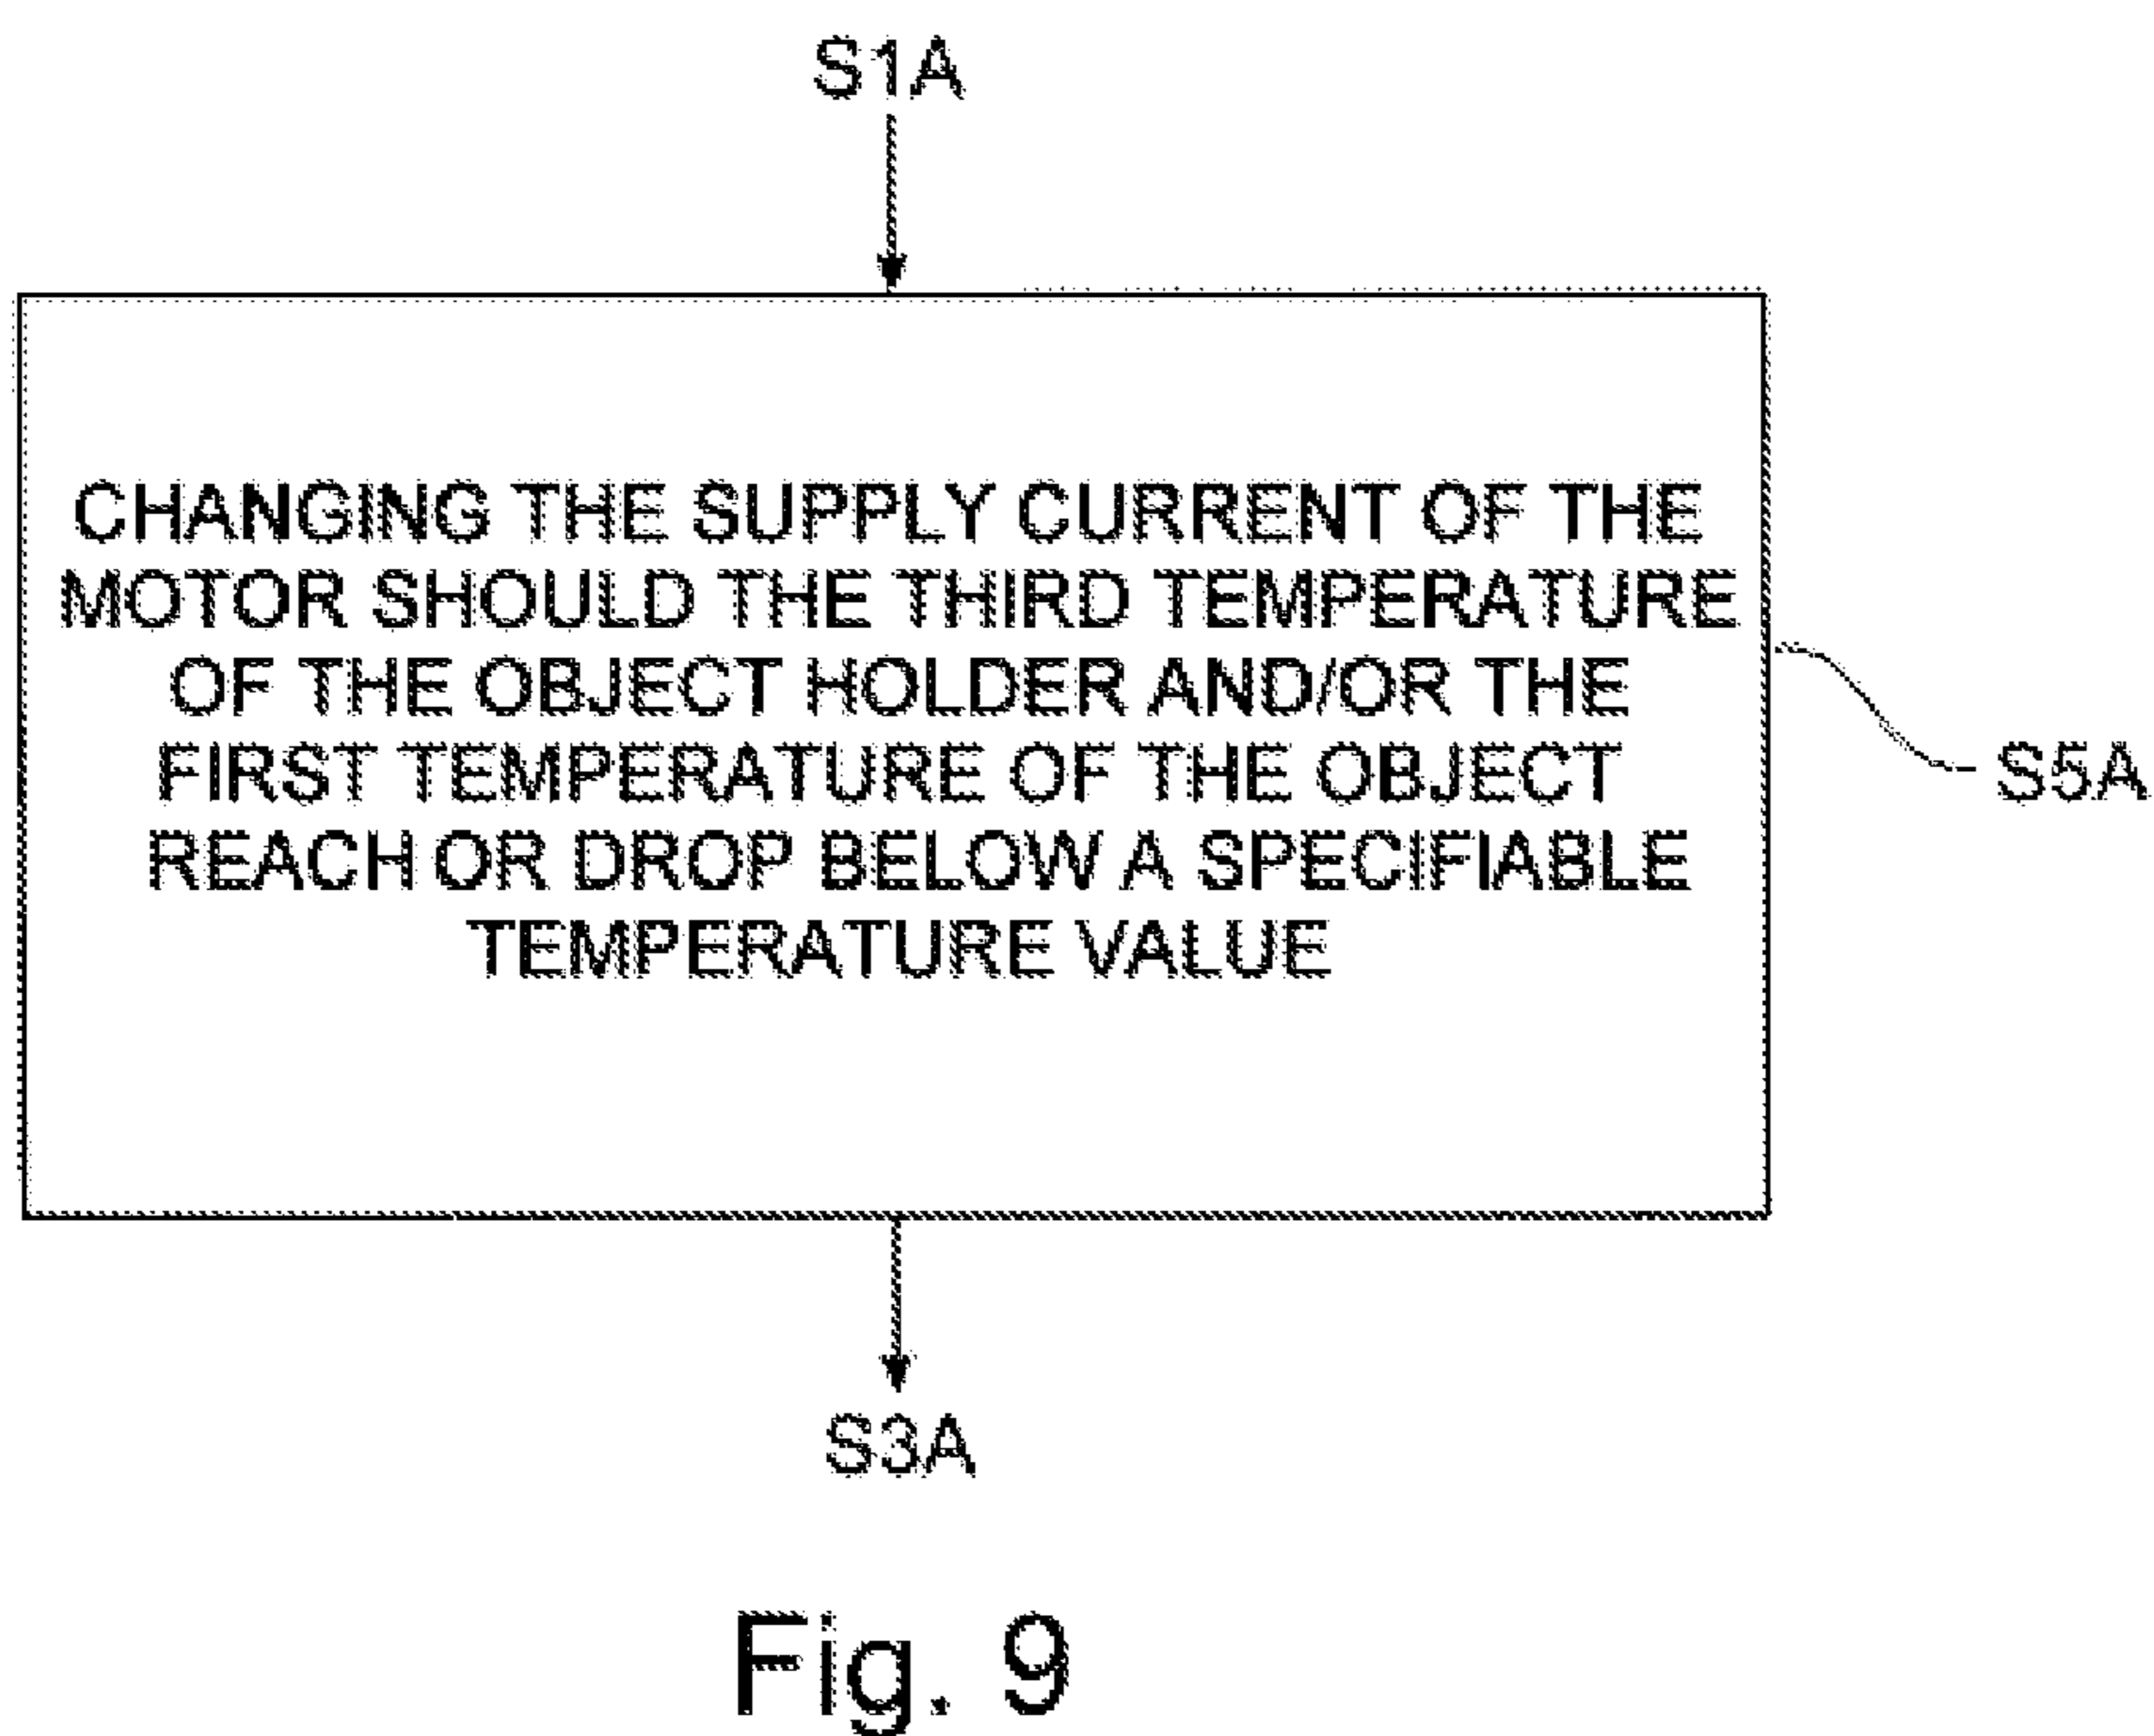 S1A
CHANGING THE SUPPLY CURRENT OF THE
MOTOR SHOULD THE THIRD TEMPERATURE
OF THE OBJECT HOLDER AND/OR THE
FIRST TEMPERATURE OF THE OBJECT
REACH OR DROP BELOW A SPECIFIABLE
TEMPERATURE VALUE
S5A
S3A
Fig. 9